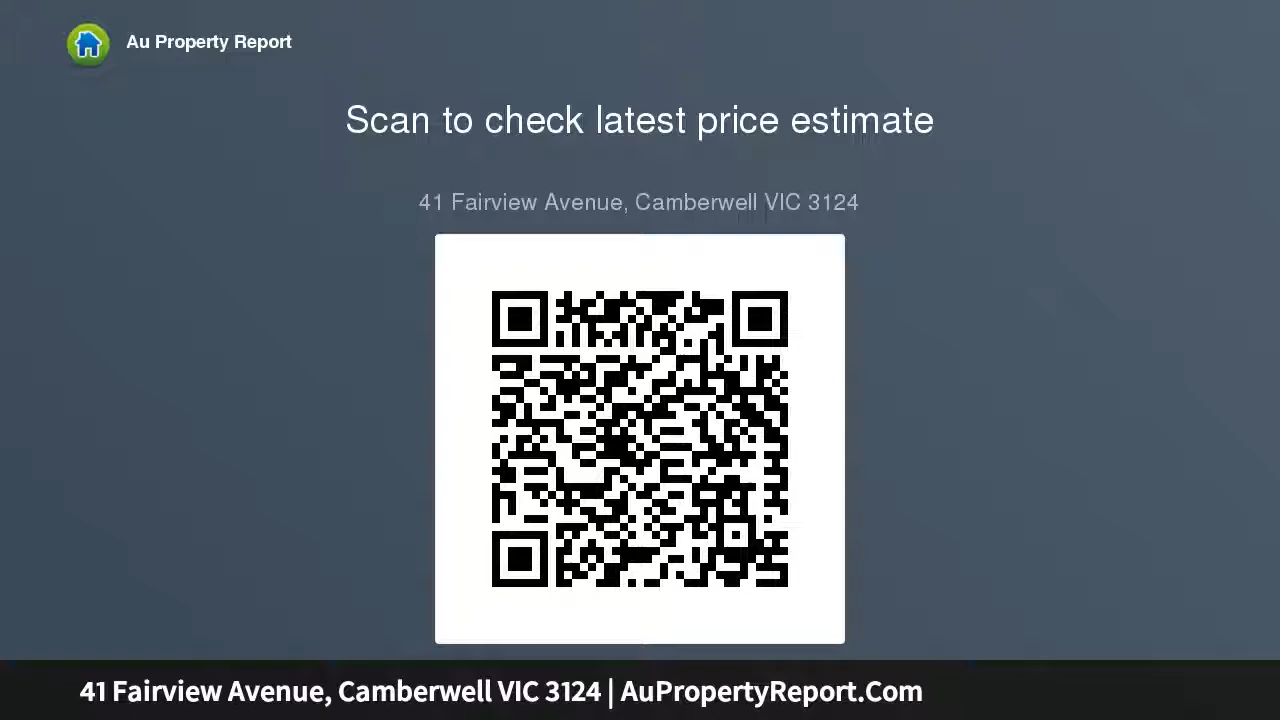 Au Property Report
Scan to check latest price estimate
41 Fairview Avenue, Camberwell VIC 3124
41 Fairview Avenue, Camberwell VIC 3124 | AuPropertyReport.Com